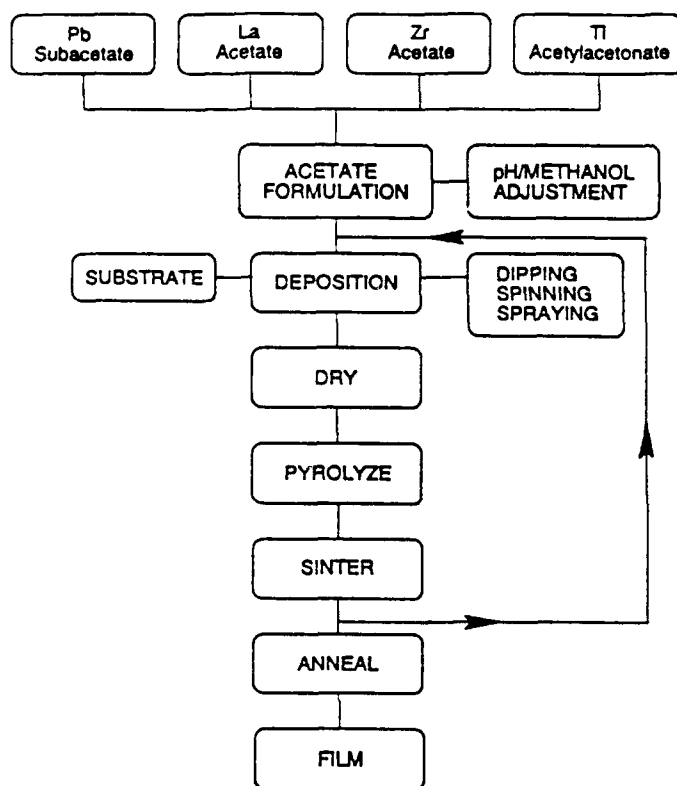 Pb
Subacetate
La
Acetate
Zr
Acetate
Ti
Acetylacetonate
ACETATE
FORMULATION
pH/METHANOL
ADJUSTMENT
SUBSTRATE
DEPOSITION
DIPPING
SPINNING
SPRAYING
DRY
PYROLYZE
SINTER
ANNEAL
FILM